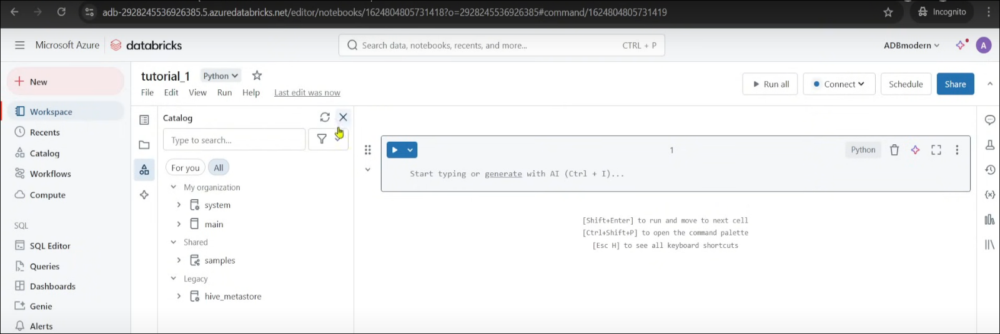 adb-2928245536926385.5.azuredatabricks.net/editor/notebooks/1624804805731418?o=2928245536926385#command/1624804805731419
Incognito
Microsoft Azure databricks
Search data, notebooks, recents, and more... CTRL + P
ADBmodern
A
New
Workspace
Recents
Catalog
Workflows
Compute
SQL
SQL Editor
Queries
Dashboards
Genie
Alerts
tutorial_1 Python
File Edit View Run Help Last edit was now
Run all Connect Schedule Share
Catalog
Type to search...
For you All
My organization
system
main
Shared
samples
Legacy
hive_metastore
1 Python
Start typing or generate with AI (Ctrl + I)...
[Shift+Enter] to run and move to next cell
[Ctrl+Shift+P] to open the command palette
[Esc H] to see all keyboard shortcuts